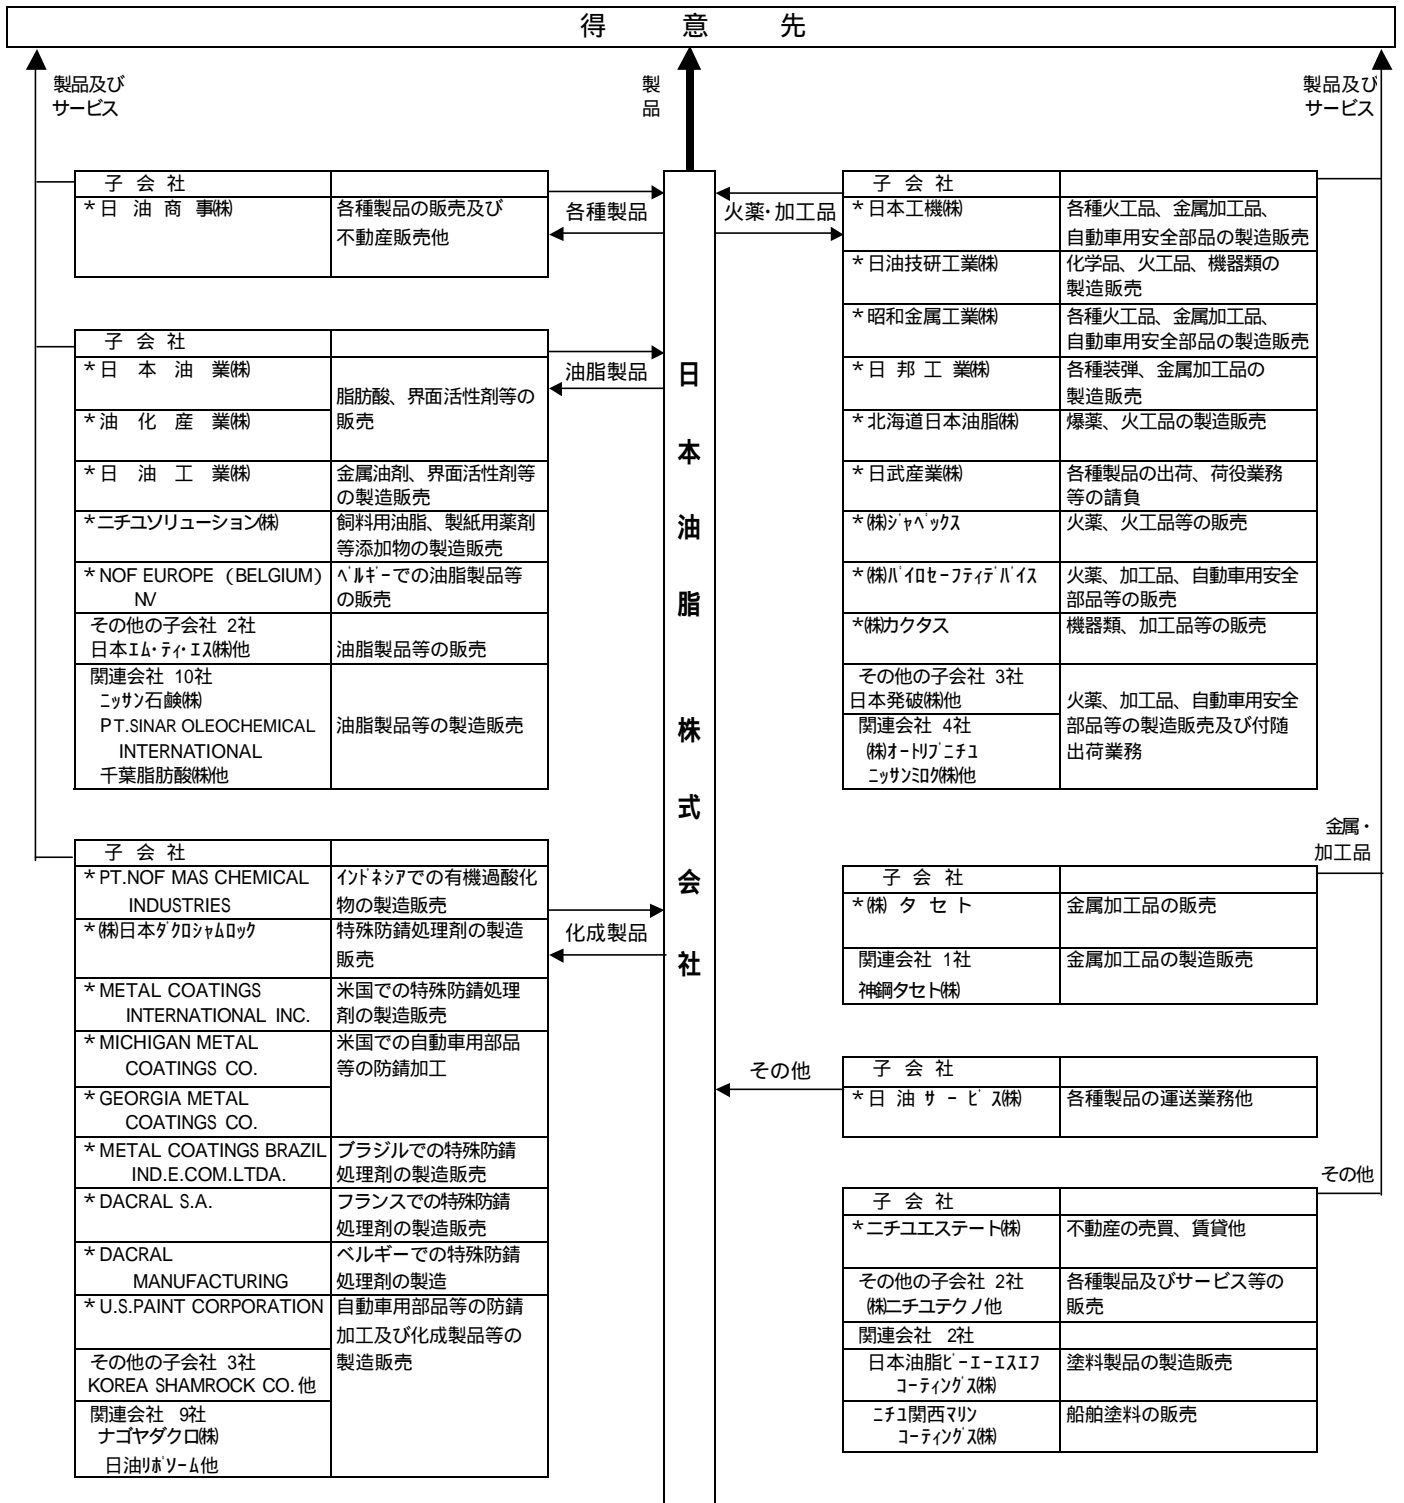 得 意 先
製品及び
サービス
製
品
製品及び
サービス
子 会 社
*日 油 商 事㈱ 各種製品の販売及び
不動産販売他
各種製品
子 会 社
*日 本 油 業㈱
*油 化 産 業㈱
脂肪酸、界面活性剤等の
販売
*日 油 工 業㈱ 金属油剤、界面活性剤等
の製造販売
*ニチユソリューション㈱ 飼料用油脂、製紙用薬剤
等添加物の製造販売
*NOF EUROPE (BELGIUM) ベルギーでの油脂製品等
NV の販売
その他の子会社 2社
日本エム・ティ・エス㈱他 油脂製品等の販売
関連会社 10社
ニッサン石鹸㈱
PT.SINAR OLEOCHEMICAL 油脂製品等の製造販売
INTERNATIONAL
千葉脂肪酸㈱他
油脂製品
子 会 社
*PT.NOF MAS CHEMICAL インドネシアでの有機過酸化
INDUSTRIES 物の製造販売
*㈱日本ダクロシャムロック 特殊防錆処理剤の製造
販売
*METAL COATINGS 米国での特殊防錆処理
INTERNATIONAL INC. 剤の製造販売
*MICHIGAN METAL 米国での自動車用部品
COATINGS CO. 等の防錆加工
*GEORGIA METAL
COATINGS CO.
*METAL COATINGS BRAZIL ブラジルでの特殊防錆
IND.E.COM.LTDA. 処理剤の製造販売
*DACRAL S.A. フランスでの特殊防錆
処理剤の製造販売
*DACRAL ベルギーでの特殊防錆
MANUFACTURING 処理剤の製造
*U.S.PAINT CORPORATION 自動車用部品等の防錆
加工及び化成製品等の
その他の子会社 3社 製造販売
KOREA SHAMROCK CO.他
関連会社 9社
ナゴヤダクロ㈱
日油リポソーム他
化成製品
日 本 油 脂 株 式 会 社
火薬・加工品
子 会 社
*日本工機㈱ 各種火工品、金属加工品、
自動車用安全部品の製造販売
*日油技研工業㈱ 化学品、火工品、機器類の
製造販売
*昭和金属工業㈱ 各種火工品、金属加工品、
自動車用安全部品の製造販売
*日 邦 工 業㈱ 各種装弾、金属加工品の
製造販売
*北海道日本油脂㈱ 爆薬、火工品の製造販売
*日武産業㈱ 各種製品の出荷、荷役業務
等の請負
*㈱ジャペックス 火薬、火工品等の販売
*㈱パイロセーフティデバイス 火薬、加工品、自動車用安全
部品等の販売
*㈱カクタス 機器類、加工品等の販売
その他の子会社 3社
日本発破㈱他 火薬、加工品、自動車用安全
関連会社 4社 部品等の製造販売及び付随
㈱オートリブニチユ 出荷業務
ニッサンミロク㈱他
金属・
加工品
子 会 社
*㈱ タ セ ト 金属加工品の販売
関連会社 1社 金属加工品の製造販売
神鋼タセト㈱
その他
子 会 社
*日 油 サ ー ビ ス㈱ 各種製品の運送業務他
その他
子 会 社
*ニチユエステート㈱ 不動産の売買、賃貸他
その他の子会社 2社 各種製品及びサービス等の
㈱ニチユテクノ他 販売
関連会社 2社
日本油脂ビーエーエスエフ 塗料製品の製造販売
コーティングス㈱
ニチユ関西マリン 船舶塗料の販売
コーティングス㈱